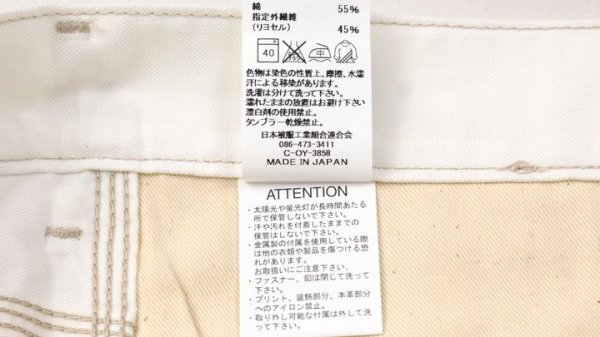 綿 55%
指定外繊維
(リヨセル) 45%
40
色物は染色の性質上、摩擦、水濡
汗による移染があります。
洗濯は分けて洗って下さい。
濡れたままの放置はお避け下さい
漂白剤の使用禁止。
タンブラー乾燥禁止。
日本被服工業組合連合会
086-473-3411
C-OY-3858
MADE IN JAPAN
ATTENTION
・太陽光や蛍光灯が長時間あたる
所で保管しないで下さい。
・汗や汚れを付着したままでの
保管はしないで下さい。
・金属製の付属を使用している際
は他の衣類や製品を傷つける恐
れがあります。
お取扱いにご注意下さい。
・ファスナー、釦は閉じて洗って
下さい。
・プリント、装飾部分、本革部分
へのアイロン禁止。
・取り外し可能な付属は外して洗
って下さい。